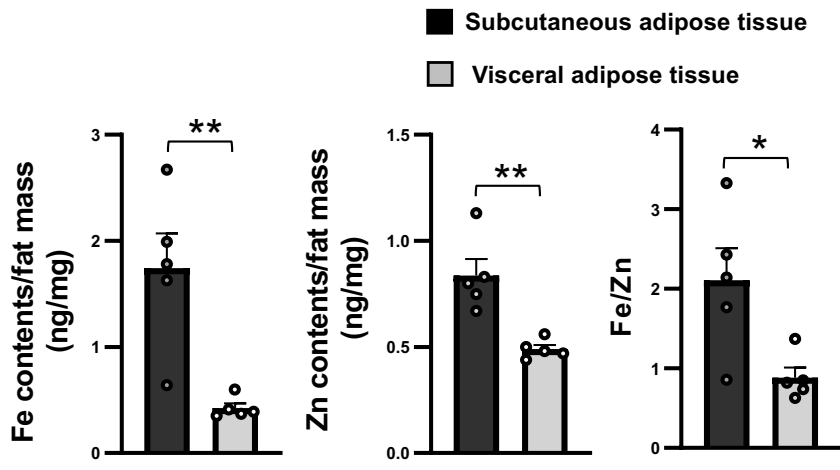 Subcutaneous adipose tissue
Visceral adipose tissue
Fe contents/fat mass
(ng/mg)
3
2
1
0
**
Zn contents/fat mass
(ng/mg)
1.5
1.0
0.5
0.0
**
Fe/Zn
4
3
2
1
0
*